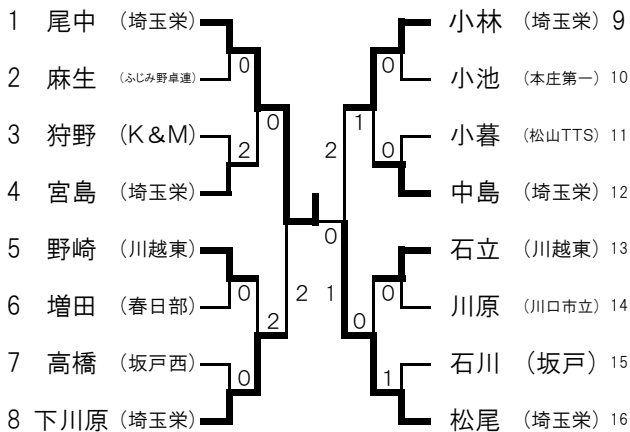 1 尾中 (埼玉栄)
0
2 麻生 (ふじみ野卓連)
0
3 狩野 (K&M)
2
4 宮島 (埼玉栄)
5 野崎 (川越東)
0
6 増田 (春日部)
2
7 高橋 (坂戸西)
0
8 下川原 (埼玉栄)
2
2 1
0
小林 (埼玉栄) 9
0
小池 (本庄第一) 10
1
小暮 (松山TTS) 11
0
中島 (埼玉栄) 12
石立 (川越東) 13
0
川原 (川口市立) 14
0
石川 (坂戸) 15
1
松尾 (埼玉栄) 16